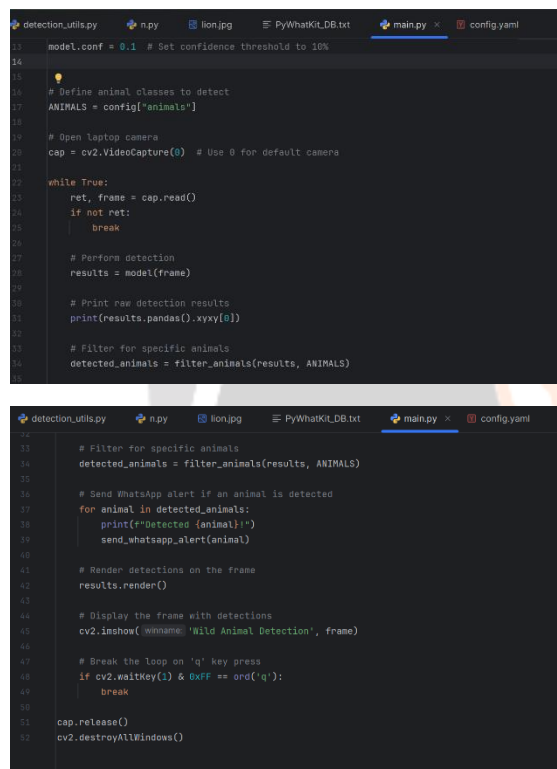 detection_utils.py n.py lion.jpg PyWhatKit_DB.txt main.py × config.yaml
13 model.conf = 0.1 # Set confidence threshold to 10%
14
15
16 # Define animal classes to detect
17 ANIMALS = config["animals"]
18
19 # Open laptop camera
20 cap = cv2.VideoCapture(0) # Use 0 for default camera
21
22 while True:
23 ret, frame = cap.read()
24 if not ret:
25 break
26
27 # Perform detection
28 results = model(frame)
29
30 # Print raw detection results
31 print(results.pandas().xyxy[0])
32
33 # Filter for specific animals
34 detected_animals = filter_animals(results, ANIMALS)
35
detection_utils.py n.py lion.jpg PyWhatKit_DB.txt main.py × config.yaml
32
33 # Filter for specific animals
34 detected_animals = filter_animals(results, ANIMALS)
35
36 # Send WhatsApp alert if an animal is detected
37 for animal in detected_animals:
38 print(f"Detected {animal}!")
39 send_whatsapp_alert(animal)
40
41 # Render detections on the frame
42 results.render()
43
44 # Display the frame with detections
45 cv2.imshow( winname: 'Wild Animal Detection', frame)
46
47 # Break the loop on 'q' key press
48 if cv2.waitKey(1) & 0xFF == ord('q'):
49 break
50
51 cap.release()
52 cv2.destroyAllWindows()